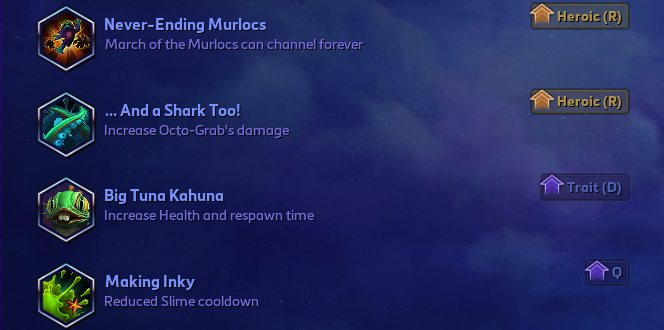 Never-Ending Murlocs
Heroic (R)
March of the Murlocs can channel forever
... And a Shark Too!
Heroic (R)
Increase Octo-Grab's damage
Big Tuna Kahuna
Trait (D)
Increase Health and respawn time
Making Inky
Q
Reduced Slime cooldown